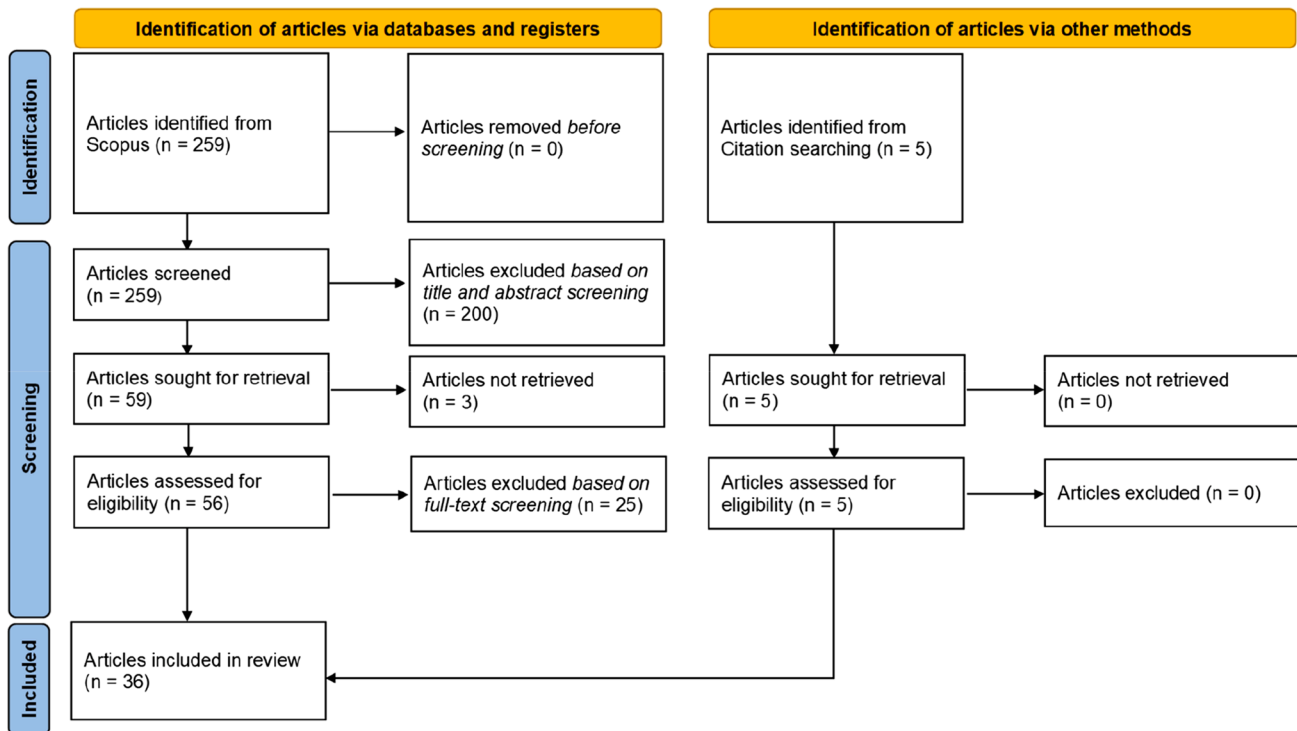 Identification of articles via databases and registers
Identification of articles via other methods
Identification
Articles identified from
Scopus (n = 259)
Articles removed before
screening (n = 0)
Articles identified from
Citation searching (n = 5)
Screening
Articles screened
(n = 259)
Articles excluded based on
title and abstract screening
(n = 200)
Articles sought for retrieval
(n = 59)
Articles not retrieved
(n = 3)
Articles sought for retrieval
(n = 5)
Articles not retrieved
(n = 0)
Articles assessed for
eligibility (n = 56)
Articles excluded based on
full-text screening (n = 25)
Articles assessed for
eligibility (n = 5)
Articles excluded (n = 0)
Included
Articles included in review
(n = 36)